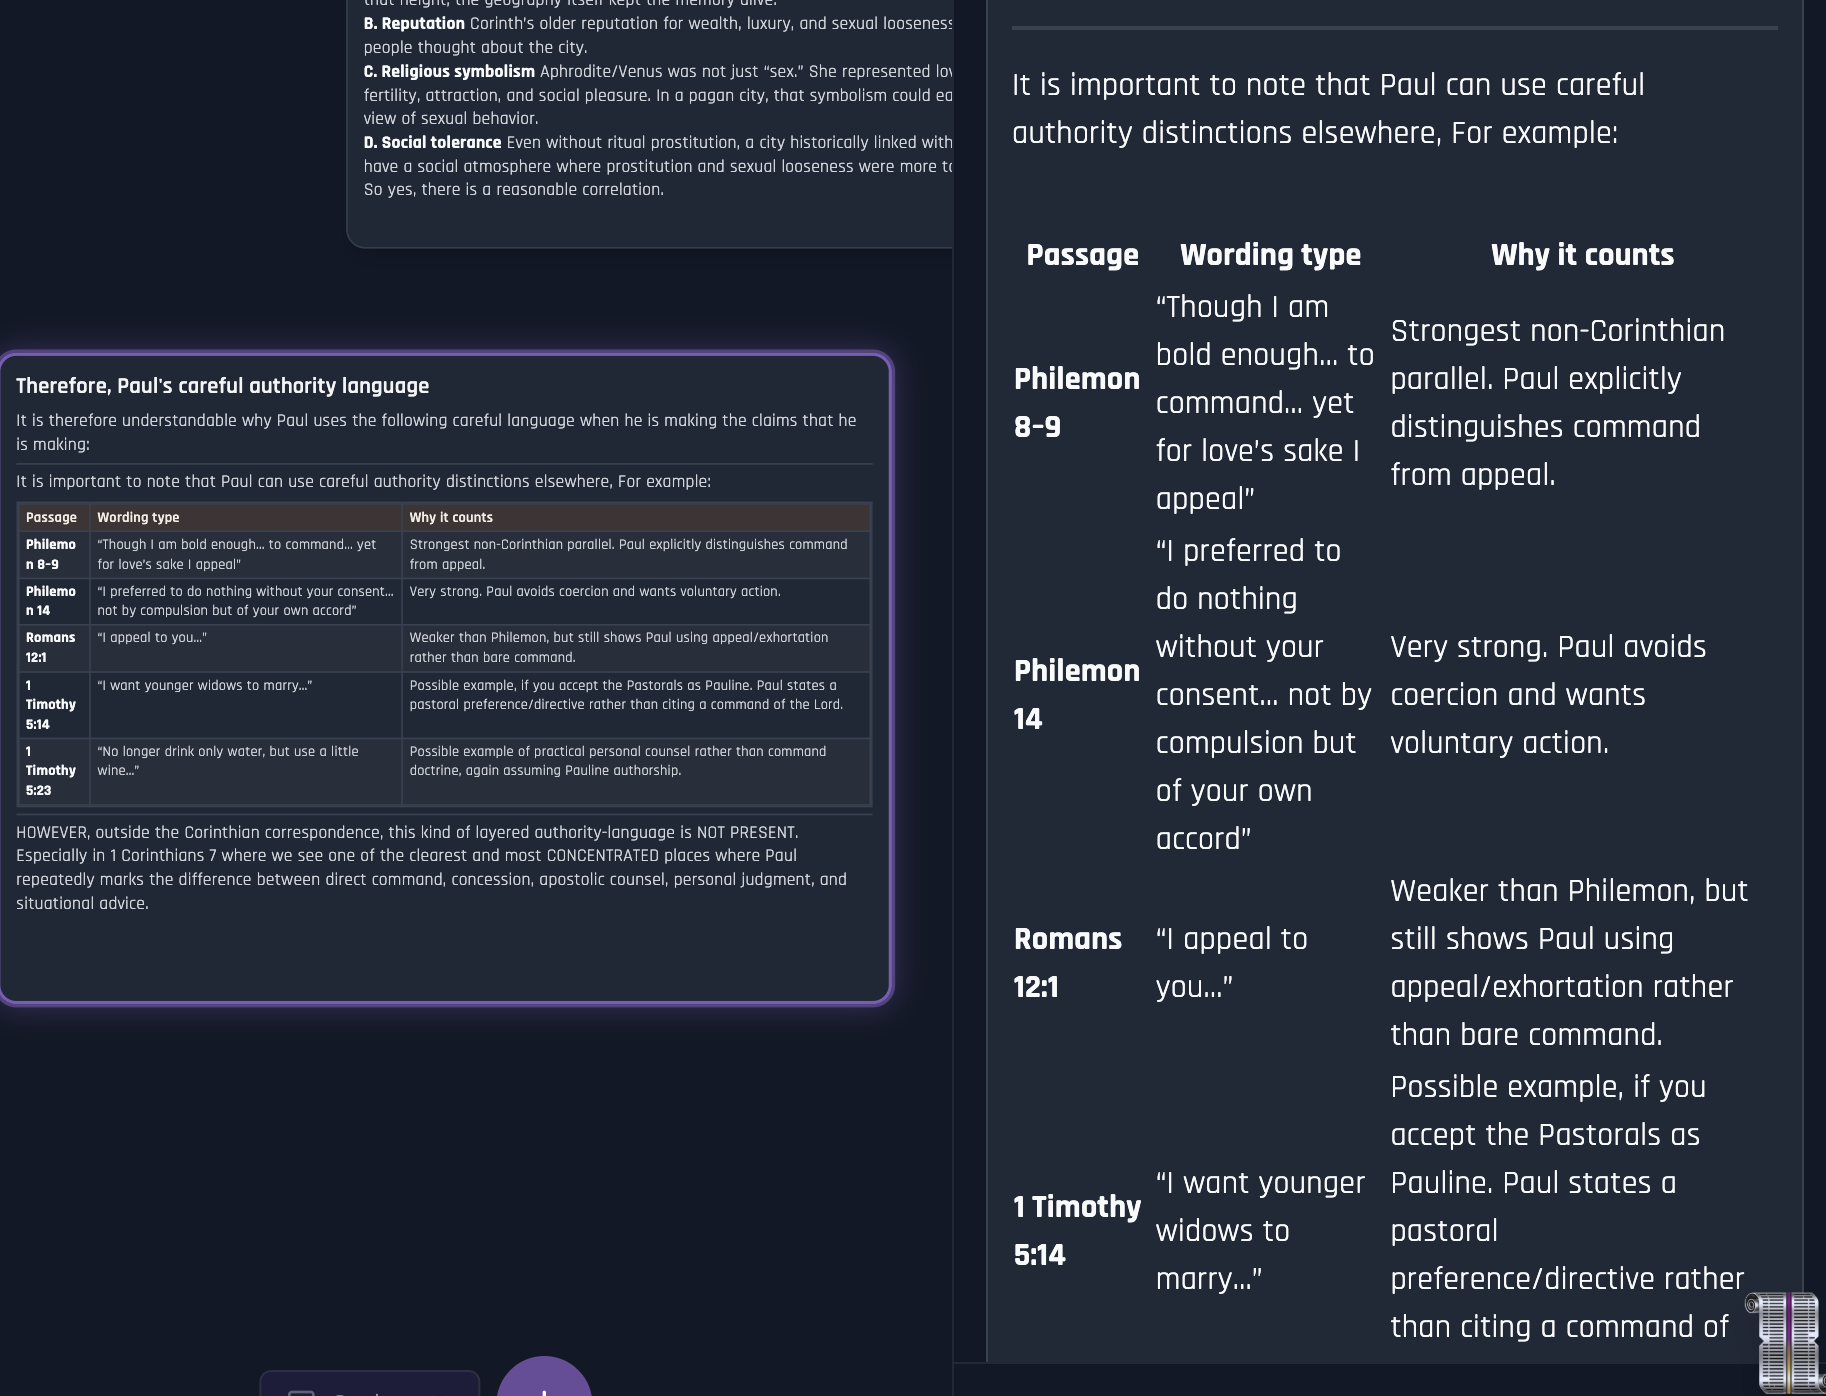 B. Reputation Corinth's older reputation for wealth, luxury, and sexual looseness
people thought about the city.
C. Religious symbolism Aphrodite/Venus was not just “sex.” She represented
fertility, attraction, and social pleasure. In a pagan city, that symbolism could
view of sexual behavior.
D. Social tolerance Even without ritual prostitution, a city historically linked with
have a social atmosphere where prostitution and sexual looseness were more
So yes, there is a reasonable correlation.
Therefore, Paul's careful authority language
It is therefore understandable why Paul uses the following careful language when he is making the claims that he
is making:
It is important to note that Paul can use careful authority distinctions elsewhere, For example:
Passage Wording type Why it counts
Philemo “Though I am bold enough... to command... yet Strongest non-Corinthian parallel. Paul explicitly distinguishes command
n 8-9 for love’s sake I appeal” from appeal.
Philemo “I preferred to do nothing without your consent... Very strong. Paul avoids coercion and wants voluntary action.
n 14 not by compulsion but of your own accord”
Romans “I appeal to you...” Weaker than Philemon, but still shows Paul using appeal/exhortation
12:1 rather than bare command.
1 “I want younger widows to marry...” Possible example, if you accept the Pastorals as Pauline. Paul states a
Timothy pastoral preference/directive rather than citing a command of the Lord.
5:14
1 “No longer drink only water, but use a little Possible example of practical personal counsel rather than command
Timothy wine...” doctrine, again assuming Pauline authorship.
5:23
HOWEVER, outside the Corinthian correspondence, this kind of layered authority-language is NOT PRESENT.
Especially in 1 Corinthians 7 where we see one of the clearest and most CONCENTRATED places where Paul
repeatedly marks the difference between direct command, concession, apostolic counsel, personal judgment, and
situational advice.
It is important to note that Paul can use careful
authority distinctions elsewhere, For example:
Passage Wording type Why it counts
Philemon
8-9
“Though I am
bold enough... to
command... yet
for love’s sake I
appeal”
Strongest non-Corinthian
parallel. Paul explicitly
distinguishes command
from appeal.
Philemon
14
“I preferred to
do nothing
without your
consent... not by
compulsion but
of your own
accord”
Very strong. Paul avoids
coercion and wants
voluntary action.
Romans
12:1
“I appeal to
you...”
Weaker than Philemon, but
still shows Paul using
appeal/exhortation rather
than bare command.
1 Timothy
5:14
“I want younger
widows to
marry...”
Possible example, if you
accept the Pastorals as
Pauline. Paul states a
pastoral
preference/directive rather
than citing a command of